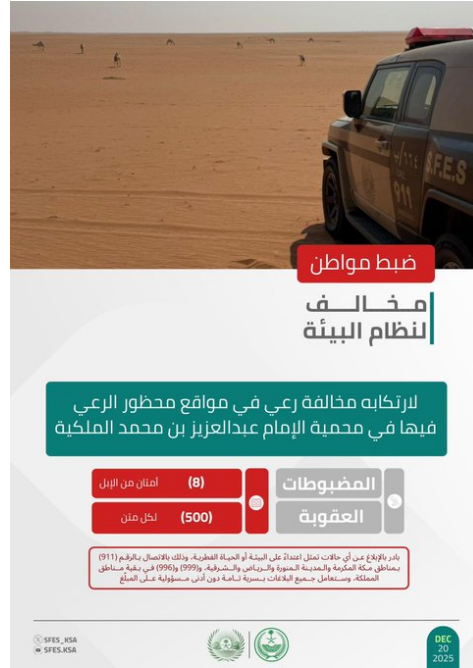 S.F.E.S
911
ضبط مواطن
مـخـالـــف
لنظام البيئة
لارتكابه مخالفة رعي في مواقع محظور الرعي
فيها في محمية الإمام عبدالعزيز بن محمد الملكية
المضبوطات
(8) أمتان من الإبل
العقوبة
(500) لكل متن
بادر بالإبلاغ عن أي حالات تمثل اعتداءً على البيئة أو الحياة الفطرية، وذلك بالاتصال بالرقم (911)
بمناطق مكة المكرمة والمدينة المنورة والرياض والشرقية، و(999) و(996) في بقية مناطق
المملكة، وستعامل جميع البلاغات بسرية تامة دون أدنى مسؤولية على المبلّغ
SFES_KSA
SFES.KSA
DEC
20
2025